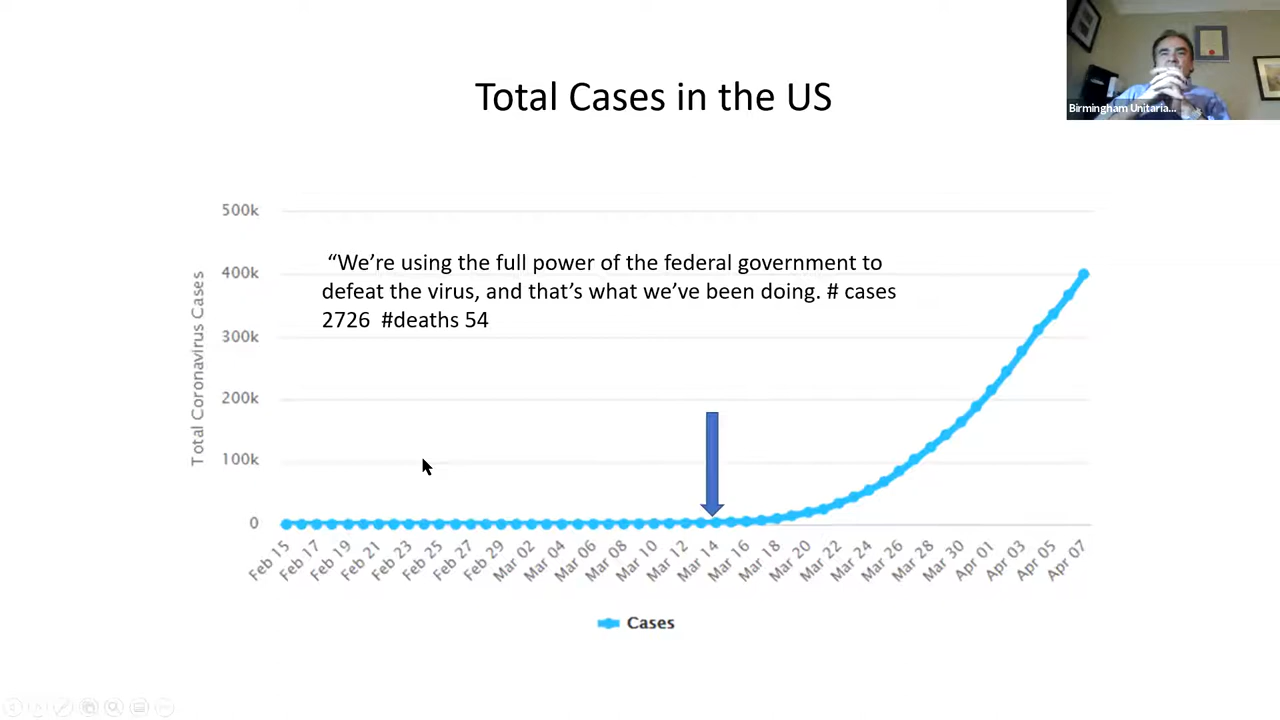 Birmingham Unitaria...
Total Cases in the US
500k
400k
300k
200k
100k
0
Total Coronavirus Cases
“We’re using the full power of the federal government to
defeat the virus, and that’s what we’ve been doing. # cases
2726  #deaths 54
Feb 15
Feb 17
Feb 19
Feb 21
Feb 23
Feb 25
Feb 27
Feb 29
Mar 02
Mar 04
Mar 06
Mar 08
Mar 10
Mar 12
Mar 14
Mar 16
Mar 18
Mar 20
Mar 22
Mar 24
Mar 26
Mar 28
Mar 30
Apr 01
Apr 03
Apr 05
Apr 07
Cases